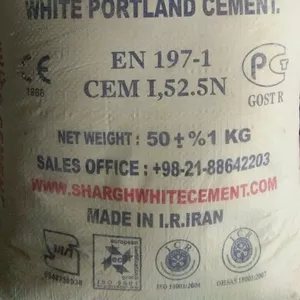 WHITE PORTLAND CEMENT.
EN 197-1
CEM I,52.5N
GOST R
NET WEIGHT : 50 ± %1 KG
SALES OFFICE : +98-21-88642203
WWW.SHARGHWHITECEMENT.COM
MADE IN I.R.IRAN